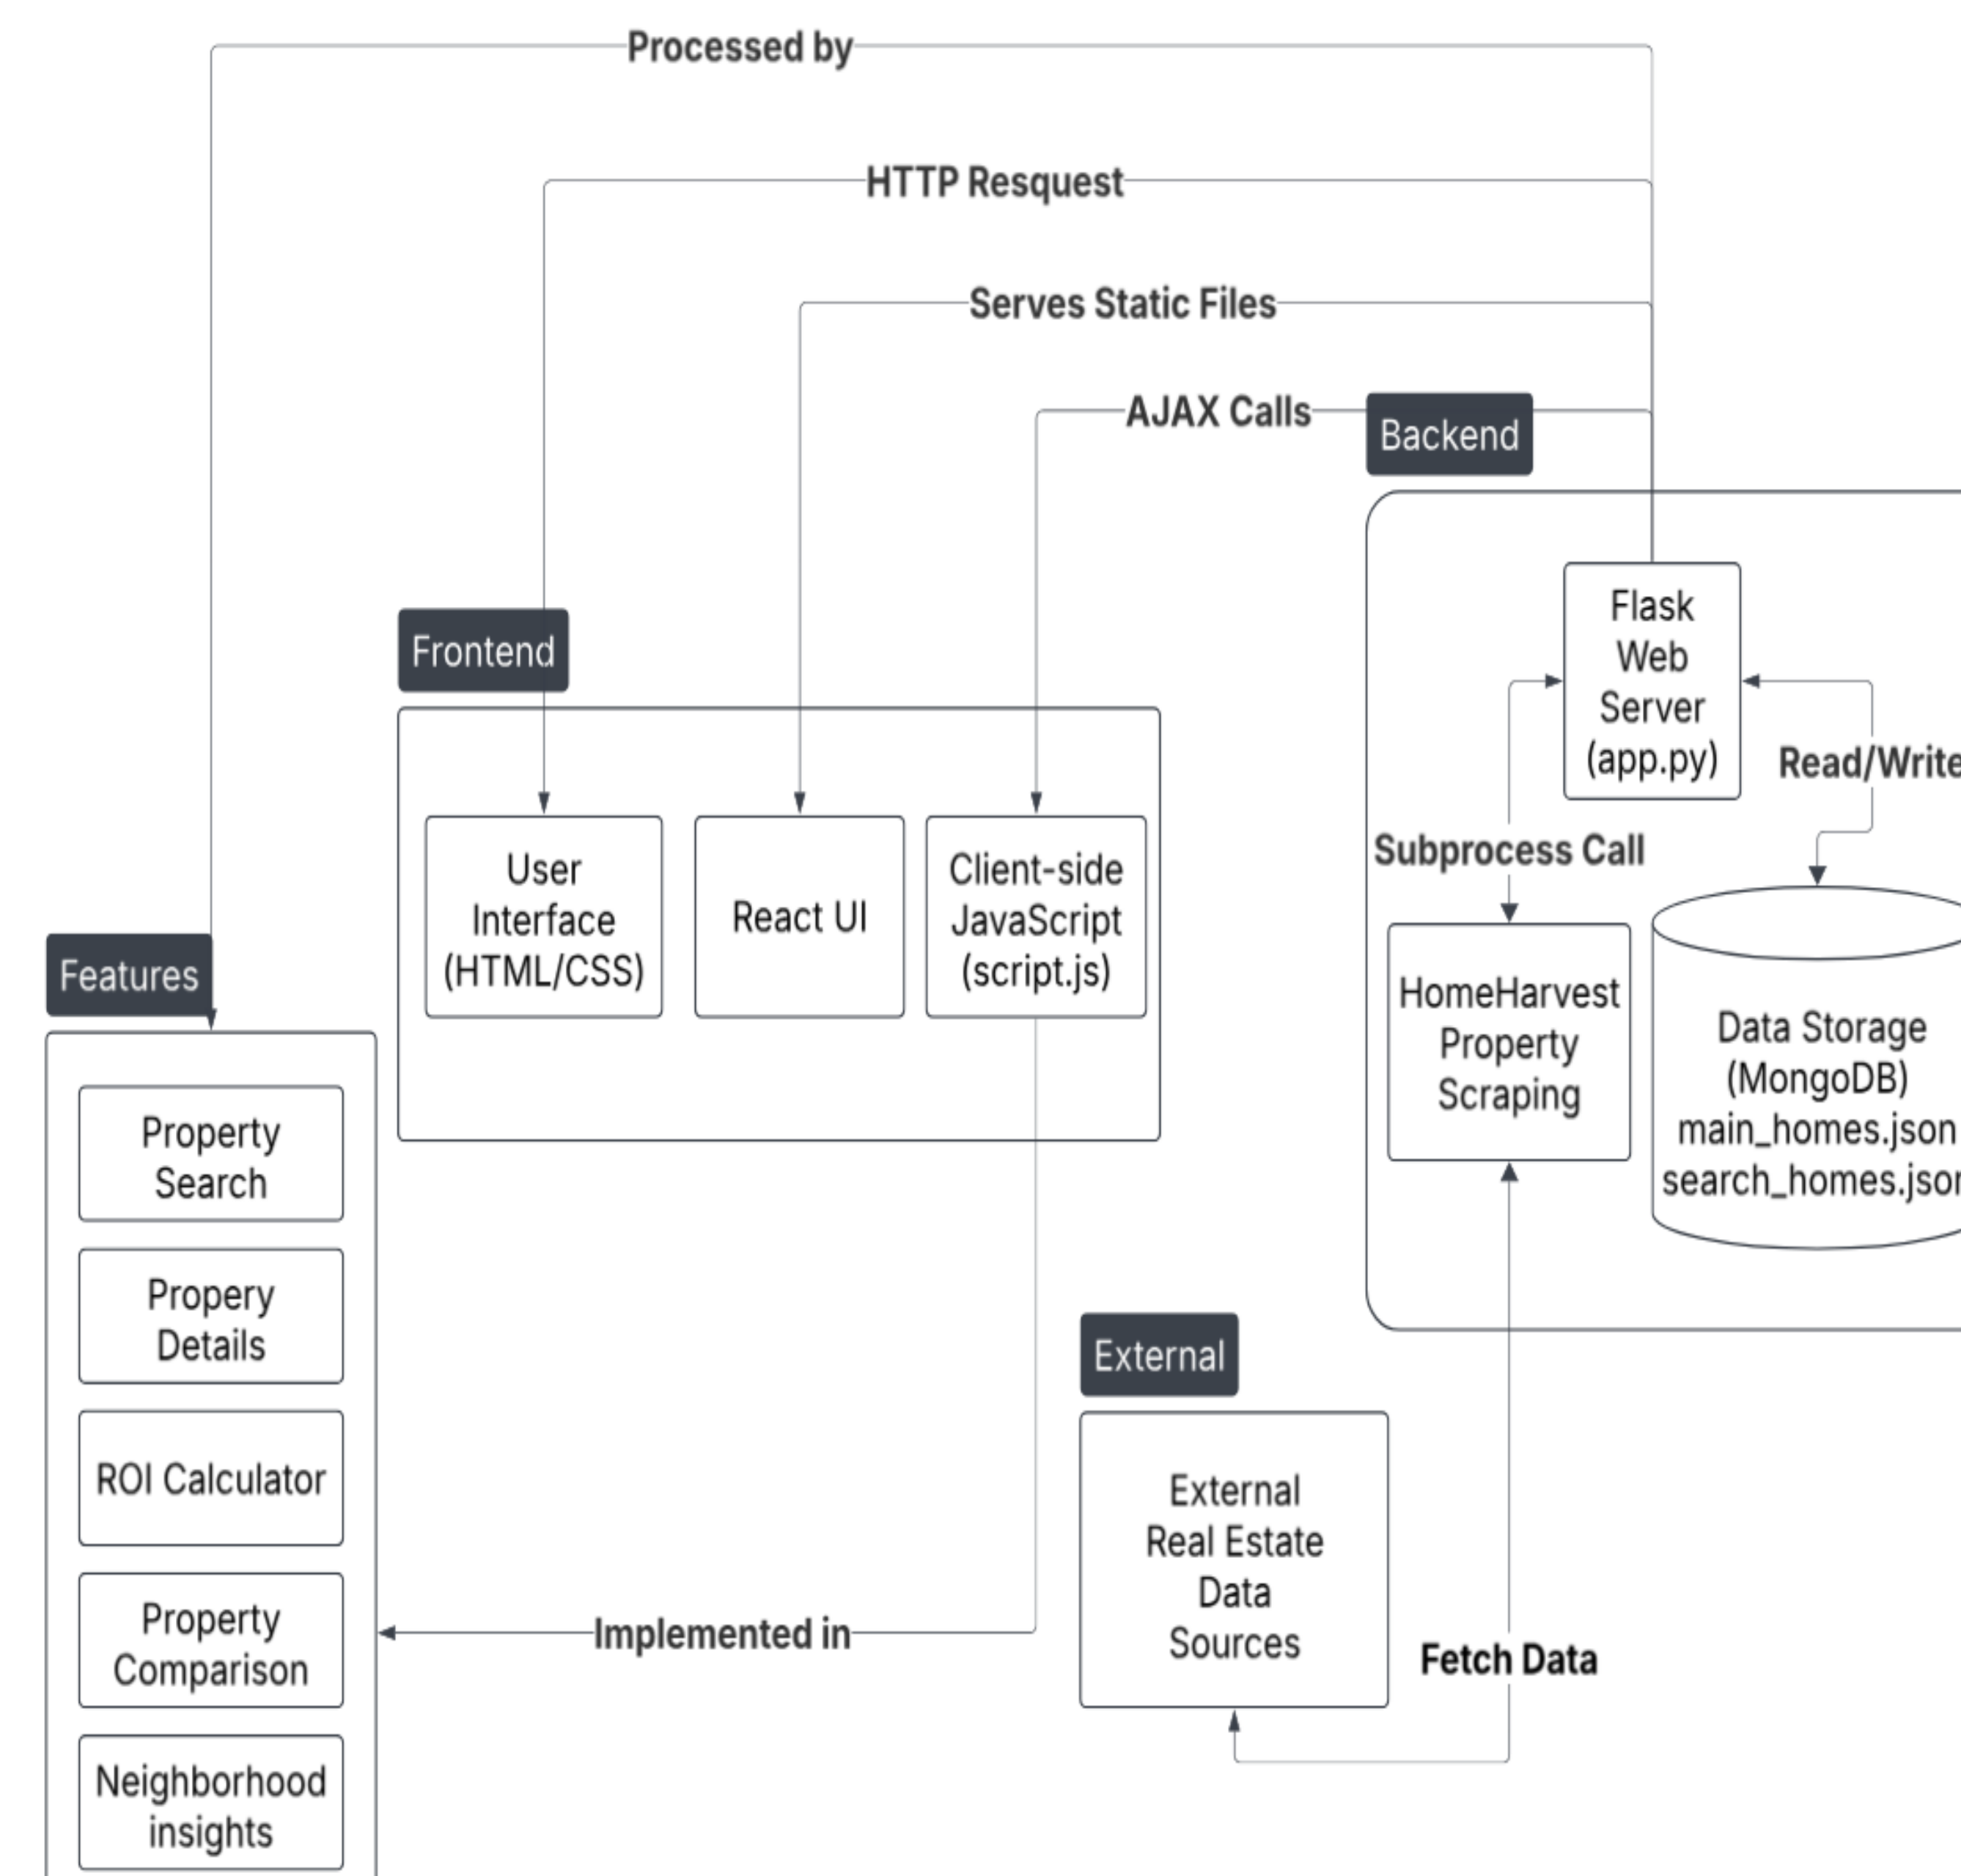 Processed by
HTTP Resquest
Serves Static Files
AJAX Calls
Backend
Flask
Web
Server
(app.py)
Read/Write
Subprocess Call
HomeHarvest
Property
Scraping
Data Storage
(MongoDB)
main_homes.json
search_homes.json
Frontend
User
Interface
(HTML/CSS)
React UI
Client-side
JavaScript
(script.js)
Features
Property
Search
Propery
Details
ROI Calculator
Property
Comparison
Neighborhood
insights
Implemented in
External
External
Real Estate
Data
Sources
Fetch Data